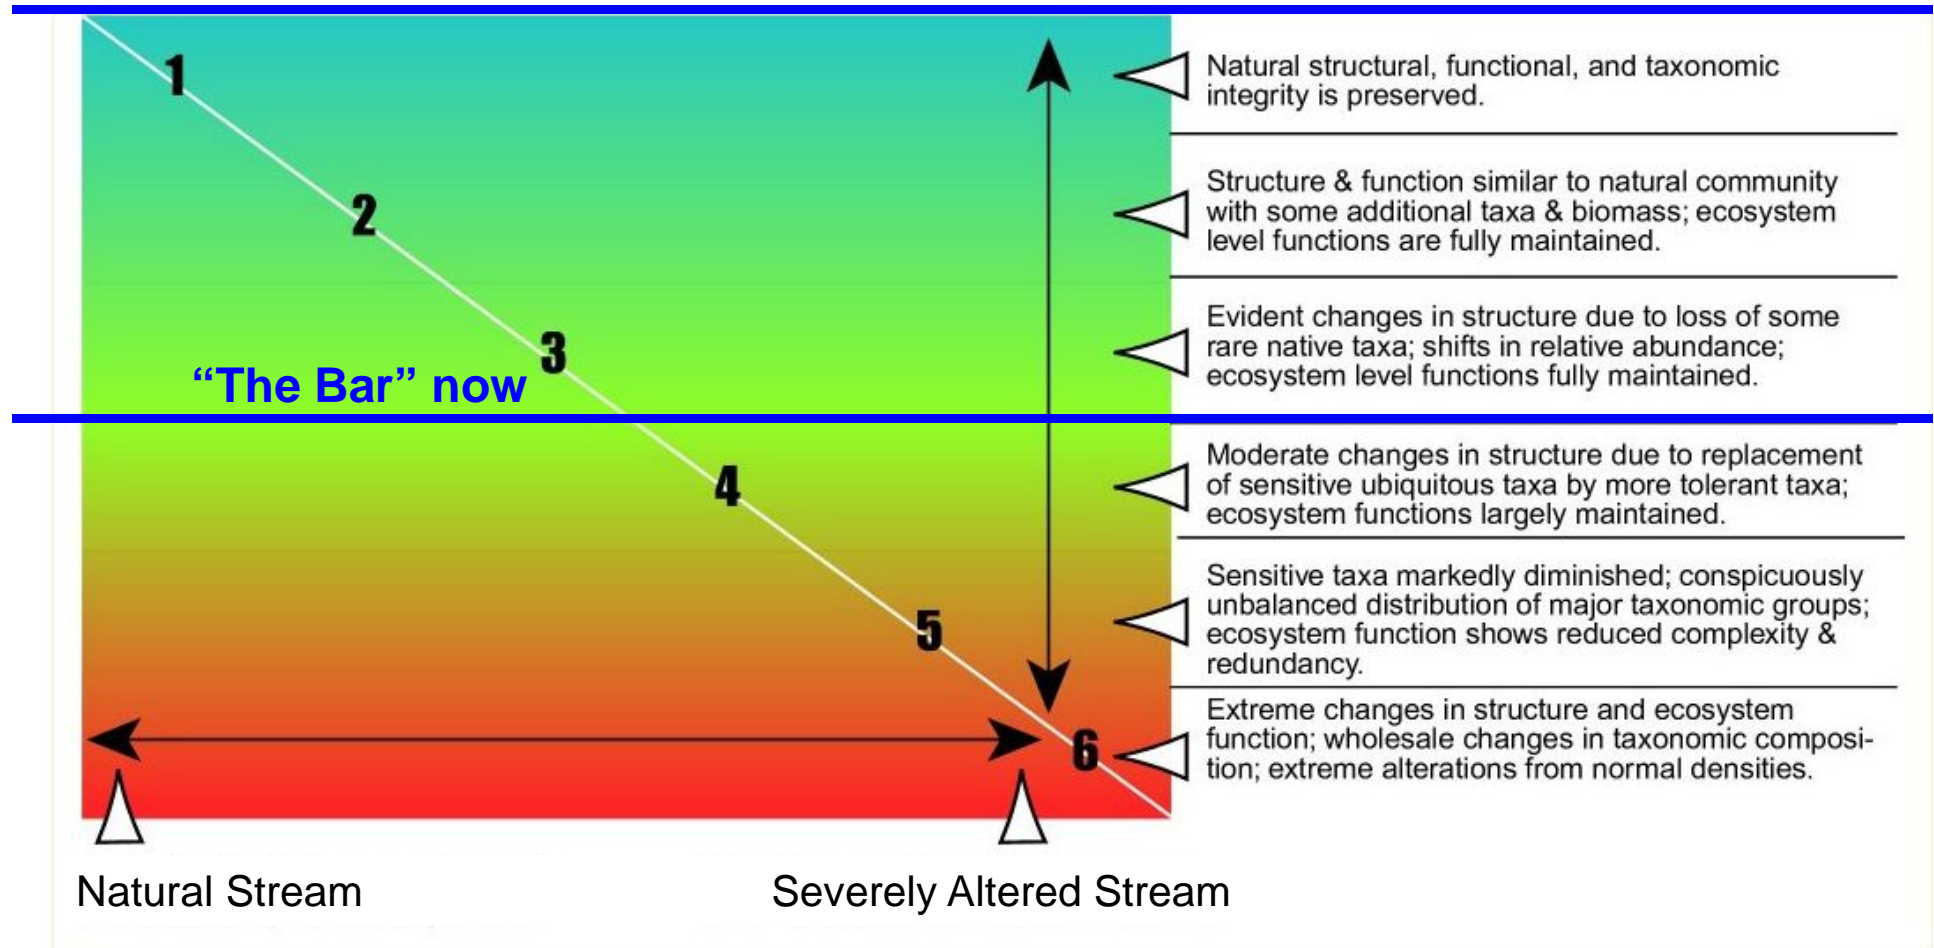 1
Natural structural, functional, and taxonomic
integrity is preserved.
2
Structure & function similar to natural community
with some additional taxa & biomass; ecosystem
level functions are fully maintained.
3
Evident changes in structure due to loss of some
rare native taxa; shifts in relative abundance;
ecosystem level functions fully maintained.
“The Bar” now
4
Moderate changes in structure due to replacement
of sensitive ubiquitous taxa by more tolerant taxa;
ecosystem functions largely maintained.
5
Sensitive taxa markedly diminished; conspicuously
unbalanced distribution of major taxonomic groups;
ecosystem function shows reduced complexity &
redundancy.
6
Extreme changes in structure and ecosystem
function; wholesale changes in taxonomic composi-
tion; extreme alterations from normal densities.
Natural Stream
Severely Altered Stream